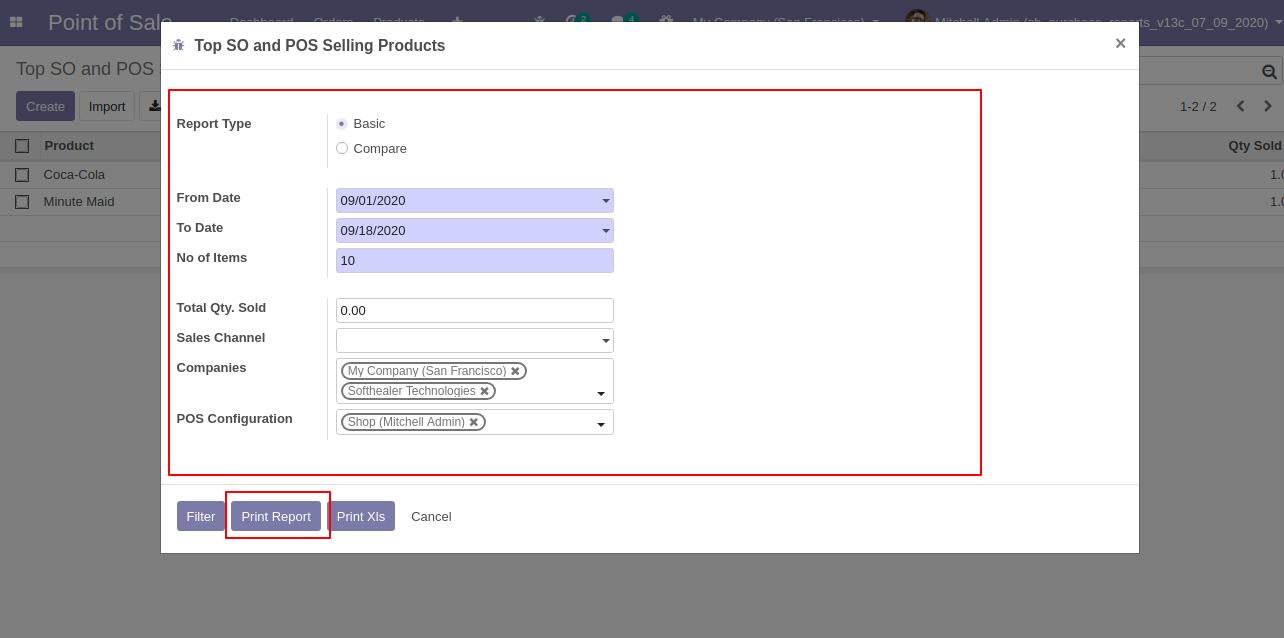 Point of Sale
2
4
sh_purchase_reports_v13c_07_09_2020)
Top SO and POS Selling Products ×
Top SO and POS
Create Import
1-2 / 2
Product Qty Sold
Coca-Cola 1.0
Minute Maid 1.0
Report Type Basic
Compare
From Date 09/01/2020
To Date 09/18/2020
No of Items 10
Total Qty. Sold 0.00
Sales Channel
Companies My Company (San Francisco) ✖
Softhealer Technologies ✖
POS Configuration Shop (Mitchell Admin) ✖
Filter Print Report Print Xls Cancel